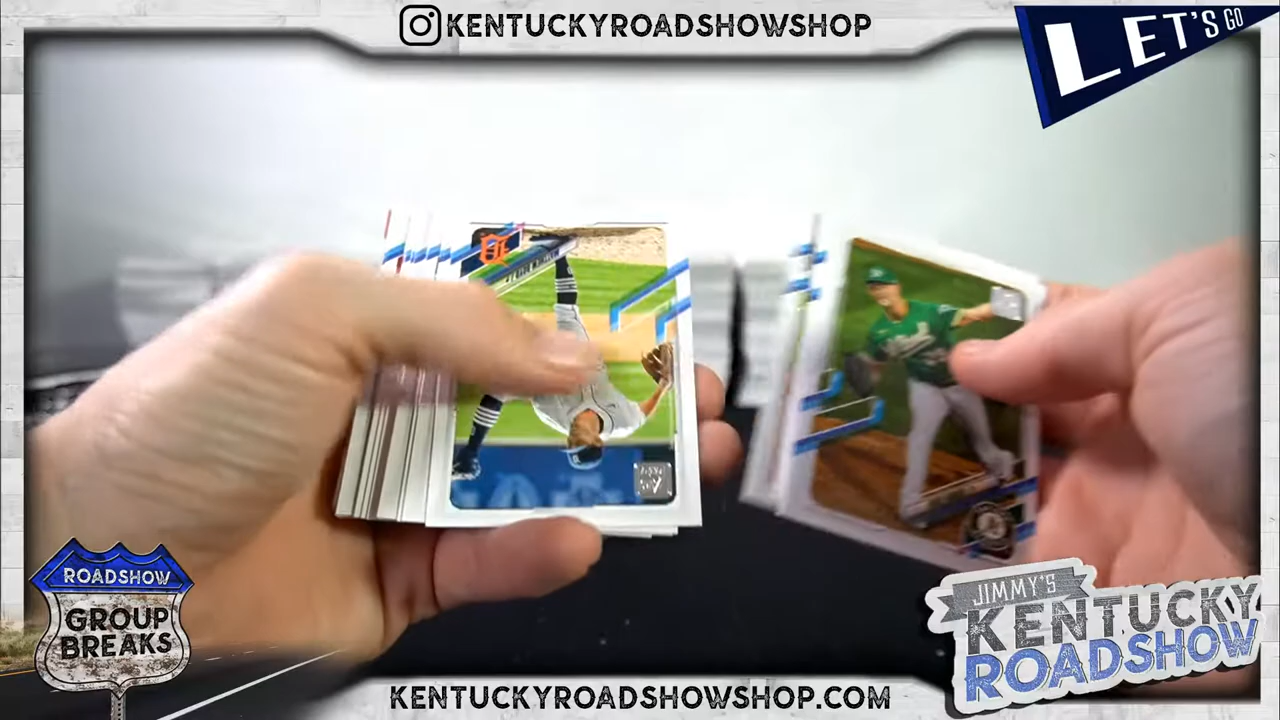 KENTUCKYROADSHOWSHOP
LET'S GO
ROADSHOW
GROUP
BREAKS
JIMMY'S
KENTUCKY
ROADSHOW
KENTUCKYROADSHOWSHOP.COM